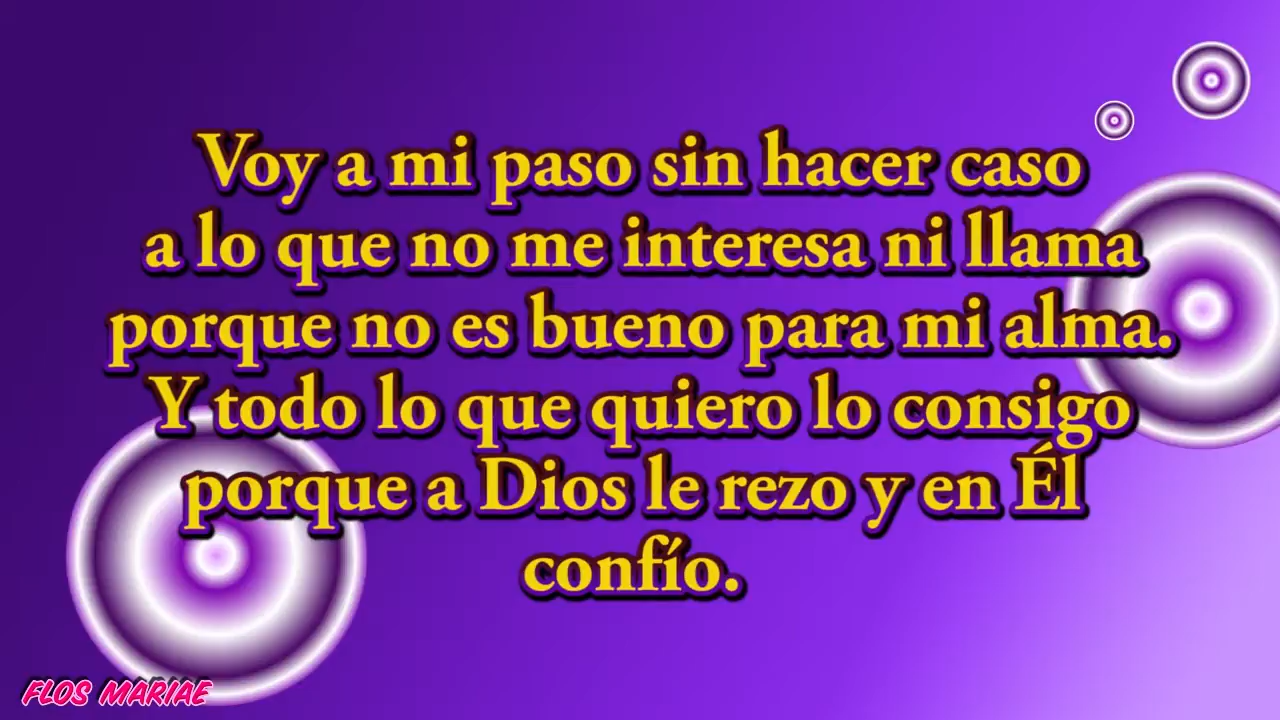 Voy a mi paso sin hacer caso
a lo que no me interesa ni llama
porque no es bueno para mi alma.
Y todo lo que quiero lo consigo
porque a Dios le rezo y en Él
confío.
FLOS MARIAE